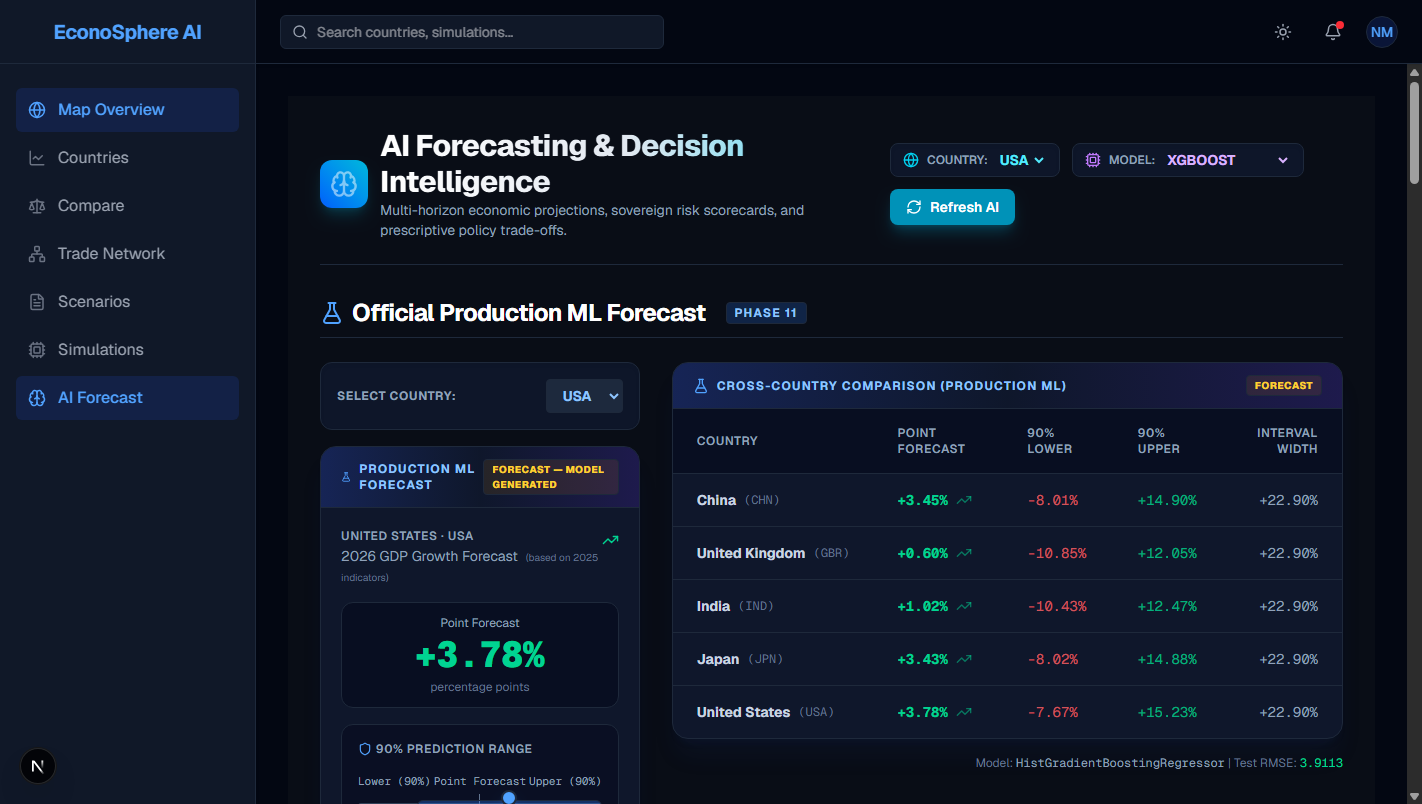 EconoSphere AI
Search countries, simulations...
NM
Map Overview
Countries
Compare
Trade Network
Scenarios
Simulations
AI Forecast
AI Forecasting & Decision
Intelligence
Multi-horizon economic projections, sovereign risk scorecards, and
prescriptive policy trade-offs.
COUNTRY: USA
MODEL: XGBOOST
Refresh AI
Official Production ML Forecast PHASE 11
SELECT COUNTRY: USA
PRODUCTION ML
FORECAST
FORECAST — MODEL
GENERATED
UNITED STATES · USA
2026 GDP Growth Forecast (based on 2025
indicators)
Point Forecast
+3.78%
percentage points
90% PREDICTION RANGE
Lower (90%) Point Forecast Upper (90%)
CROSS-COUNTRY COMPARISON (PRODUCTION ML) FORECAST
COUNTRY POINT FORECAST 90% LOWER 90% UPPER INTERVAL WIDTH
China (CHN) +3.45% -8.01% +14.90% +22.90%
United Kingdom (GBR) +0.60% -10.85% +12.05% +22.90%
India (IND) +1.02% -10.43% +12.47% +22.90%
Japan (JPN) +3.43% -8.02% +14.88% +22.90%
United States (USA) +3.78% -7.67% +15.23% +22.90%
Model: HistGradientBoostingRegressor | Test RMSE: 3.9113
N